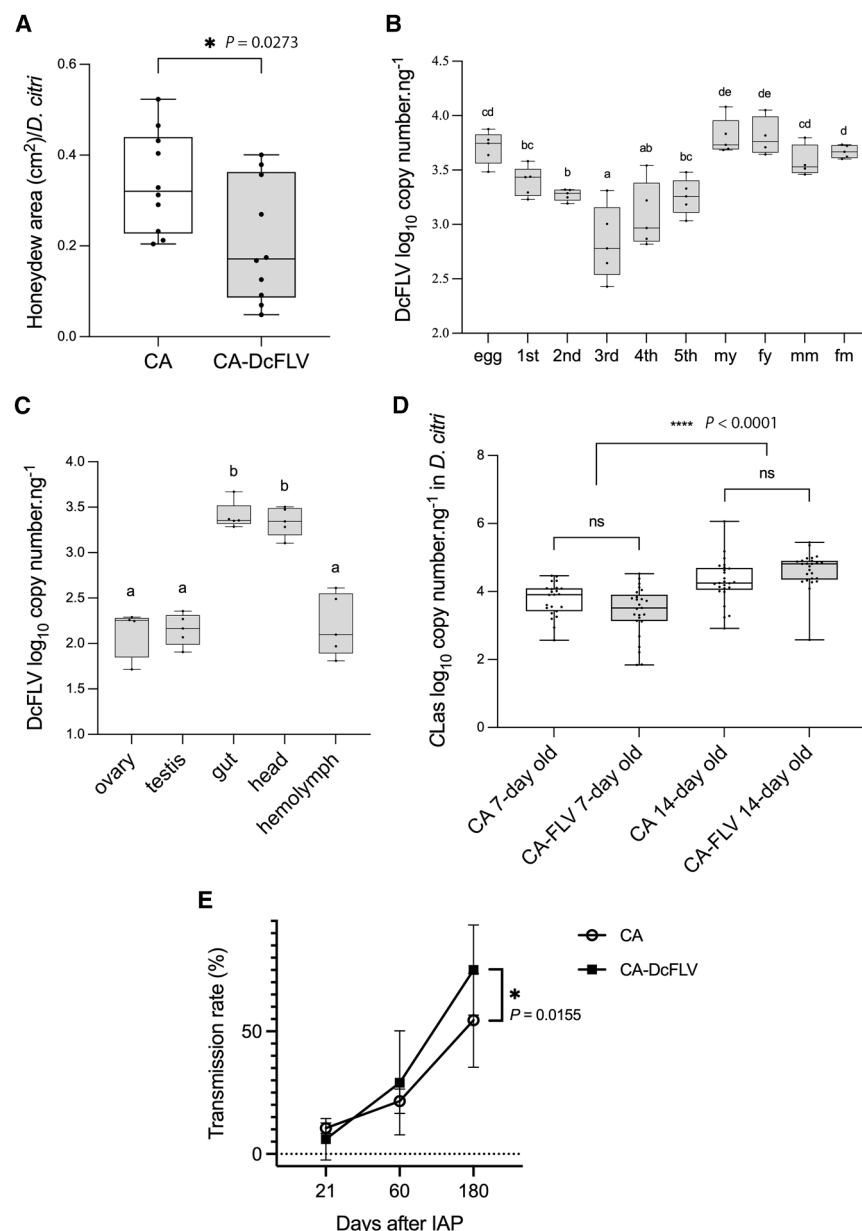 A
* P = 0.0273
Honeydew area (cm²)/D. citri
0.6
0.4
0.2
0.0
CA CA-DcFLV
B
DcFLV log₁₀ copy number.ng⁻¹
4.5
4.0
3.5
3.0
2.5
2.0
cd bc b a ab bc de de cd d
egg 1st 2nd 3rd 4th 5th my fy mm fm
C
DcFLV log₁₀ copy number.ng⁻¹
4.0
3.5
3.0
2.5
2.0
1.5
1.0
a a b b a
ovary testis gut head hemolymph
D
**** P < 0.0001
CLas log₁₀ copy number.ng⁻¹ in D. citri
8
6
4
2
0
ns ns
CA 7-day old
CA-FLV 7-day old
CA 14-day old
CA-FLV 14-day old
E
Transmission rate (%)
50
0
CA
CA-DcFLV
*
P = 0.0155
21 60 180
Days after IAP